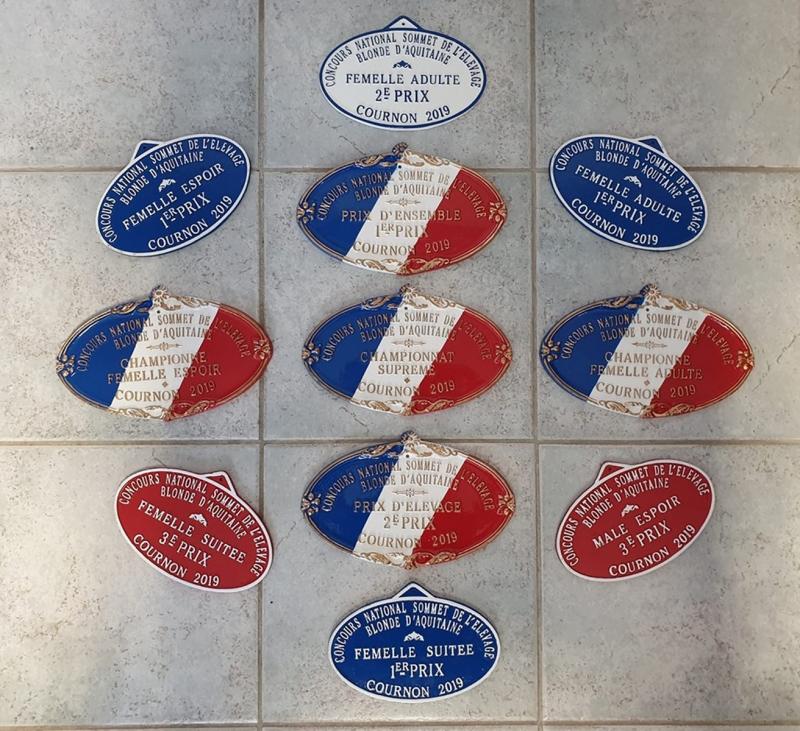 CONCOURS NATIONAL SOMMET DE L'ELEVAGE
BLONDE D'AQUITAINE
FEMELLE ADULTE
2E PRIX
COURNON 2019
CONCOURS NATIONAL SOMMET DE L'ELEVAGE
BLONDE D'AQUITAINE
FEMELLE ESPOIR
1ER PRIX
COURNON 2019
CONCOURS NATIONAL SOMMET DE L'ELEVAGE
BLONDE D'AQUITAINE
PRIX D'ENSEMBLE
1ER PRIX
COURNON 2019
CONCOURS NATIONAL SOMMET DE L'ELEVAGE
BLONDE D'AQUITAINE
FEMELLE ADULTE
1ER PRIX
COURNON 2019
CONCOURS NATIONAL SOMMET DE L'ELEVAGE
BLONDE D'AQUITAINE
CHAMPIONNE
FEMELLE ESPOIR
COURNON 2019
CONCOURS NATIONAL SOMMET DE L'ELEVAGE
BLONDE D'AQUITAINE
CHAMPIONNAT
SUPREME
COURNON 2019
CONCOURS NATIONAL SOMMET DE L'ELEVAGE
BLONDE D'AQUITAINE
CHAMPIONNE
FEMELLE ADULTE
COURNON 2019
CONCOURS NATIONAL SOMMET DE L'ELEVAGE
BLONDE D'AQUITAINE
FEMELLE SUITEE
3E PRIX
COURNON 2019
CONCOURS NATIONAL SOMMET DE L'ELEVAGE
BLONDE D'AQUITAINE
PRIX D'ELEVAGE
2E PRIX
COURNON 2019
CONCOURS NATIONAL SOMMET DE L'ELEVAGE
BLONDE D'AQUITAINE
MALE ESPOIR
3E PRIX
COURNON 2019
CONCOURS NATIONAL SOMMET DE L'ELEVAGE
BLONDE D'AQUITAINE
FEMELLE SUITEE
1ER PRIX
COURNON 2019